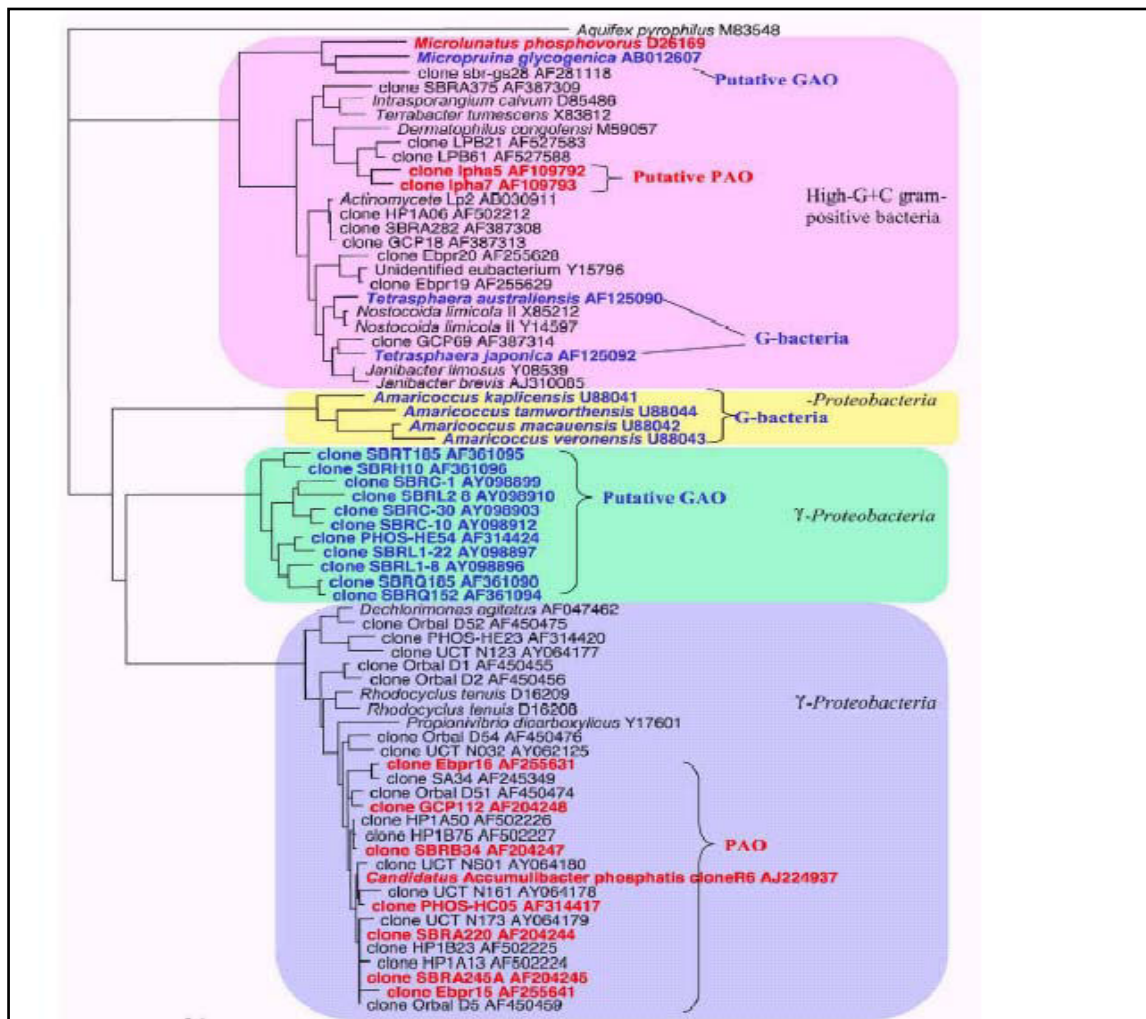 Aquifex pyrophilus M83548
Microlunatus phosphovorus D26169
Micropruina glycogenica AB012607
clone sbr-gs28 AF281118
Putative GAO
clone SBRA375 AF387309
Intrasporangium calvum D85486
Terrabacter tumescens X83812
Dermatophilus congolensi M59057
clone LPB21 AF527583
clone LPB61 AF527588
clone lpha5 AF109792
clone lpha7 AF109793
Putative PAO
High-G+C gram-
positive bacteria
Actinomycete Lp2 AB030911
clone HP1A06 AF502212
clone SBRA282 AF387308
clone GCP18 AF387313
clone Ebpr20 AF255628
Unidentified eubacterium Y15796
clone Ebpr19 AF255629
Tetrasphaera australiensis AF125090
Nostocoida limicola II X85212
Nostocoida limicola II Y14597
clone GCP69 AF387314
Tetrasphaera japonica AF125092
G-bacteria
Janibacter limosus Y08539
Janibacter brevis AJ310085
Amaricoccus kaplicensis U88041
Amaricoccus tamworthensis U88044
Amaricoccus macauensis U88042
Amaricoccus veronensis U88043
-Proteobacteria
G-bacteria
clone SBRT185 AF361095
clone SBRH10 AF361096
clone SBRC-1 AY098899
clone SBRL2 8 AY098910
clone SBRC-30 AY098903
clone SBRC-10 AY098912
clone PHOS-HE54 AF314424
clone SBRL1-22 AY098897
clone SBRL1-8 AY098896
clone SBRQ185 AF361090
clone SBRQ152 AF361094
Putative GAO
γ-Proteobacteria
Dechlorimonas agitatus AF047462
clone Orbal D52 AF450475
clone PHOS-HE23 AF314420
clone UCT N123 AY064177
clone Orbal D1 AF450455
clone Orbal D2 AF450456
Rhodocyclus tenuis D16209
Rhodocyclus tenuis D16208
Propionivibrio dicarboxylicus Y17601
γ-Proteobacteria
clone Orbal D54 AF450476
clone UCT N032 AY062125
clone Ebpr16 AF255631
clone SA34 AF245349
clone Orbal D51 AF450474
clone GCP112 AF204248
clone HP1A50 AF502226
clone HP1B75 AF502227
clone SBRB34 AF204247
clone UCT NS01 AY064180
Candidatus Accumulibacter phosphatis cloneR6 AJ224937
clone UCT N161 AY064178
clone PHOS-HC05 AF314417
clone UCT N173 AY064179
clone SBRA220 AF204244
clone HP1B23 AF502225
clone HP1A13 AF502224
clone SBRA245A AF204245
clone Ebpr15 AF255641
clone Orbal D5 AF450459
PAO